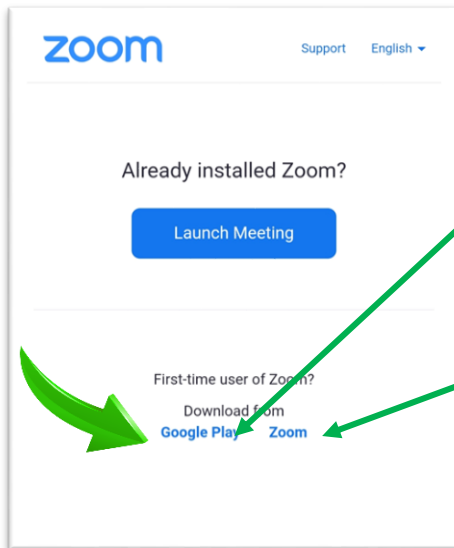 zoom
Support English
Already installed Zoom?
Launch Meeting
First-time user of Zoom?
Download from
Google Play Zoom